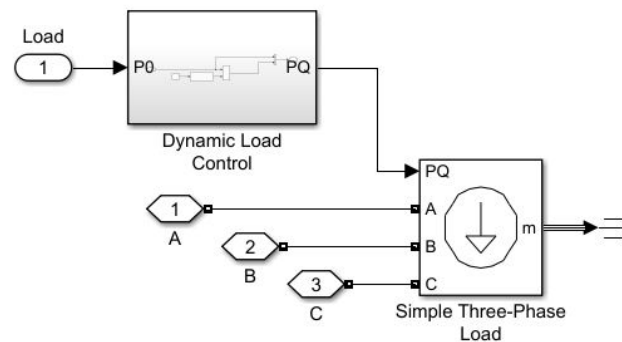 Load
1
P0
PQ
Dynamic Load
Control
PQ
1
A
A
2
B
B
m
3
C
C
Simple Three-Phase
Load